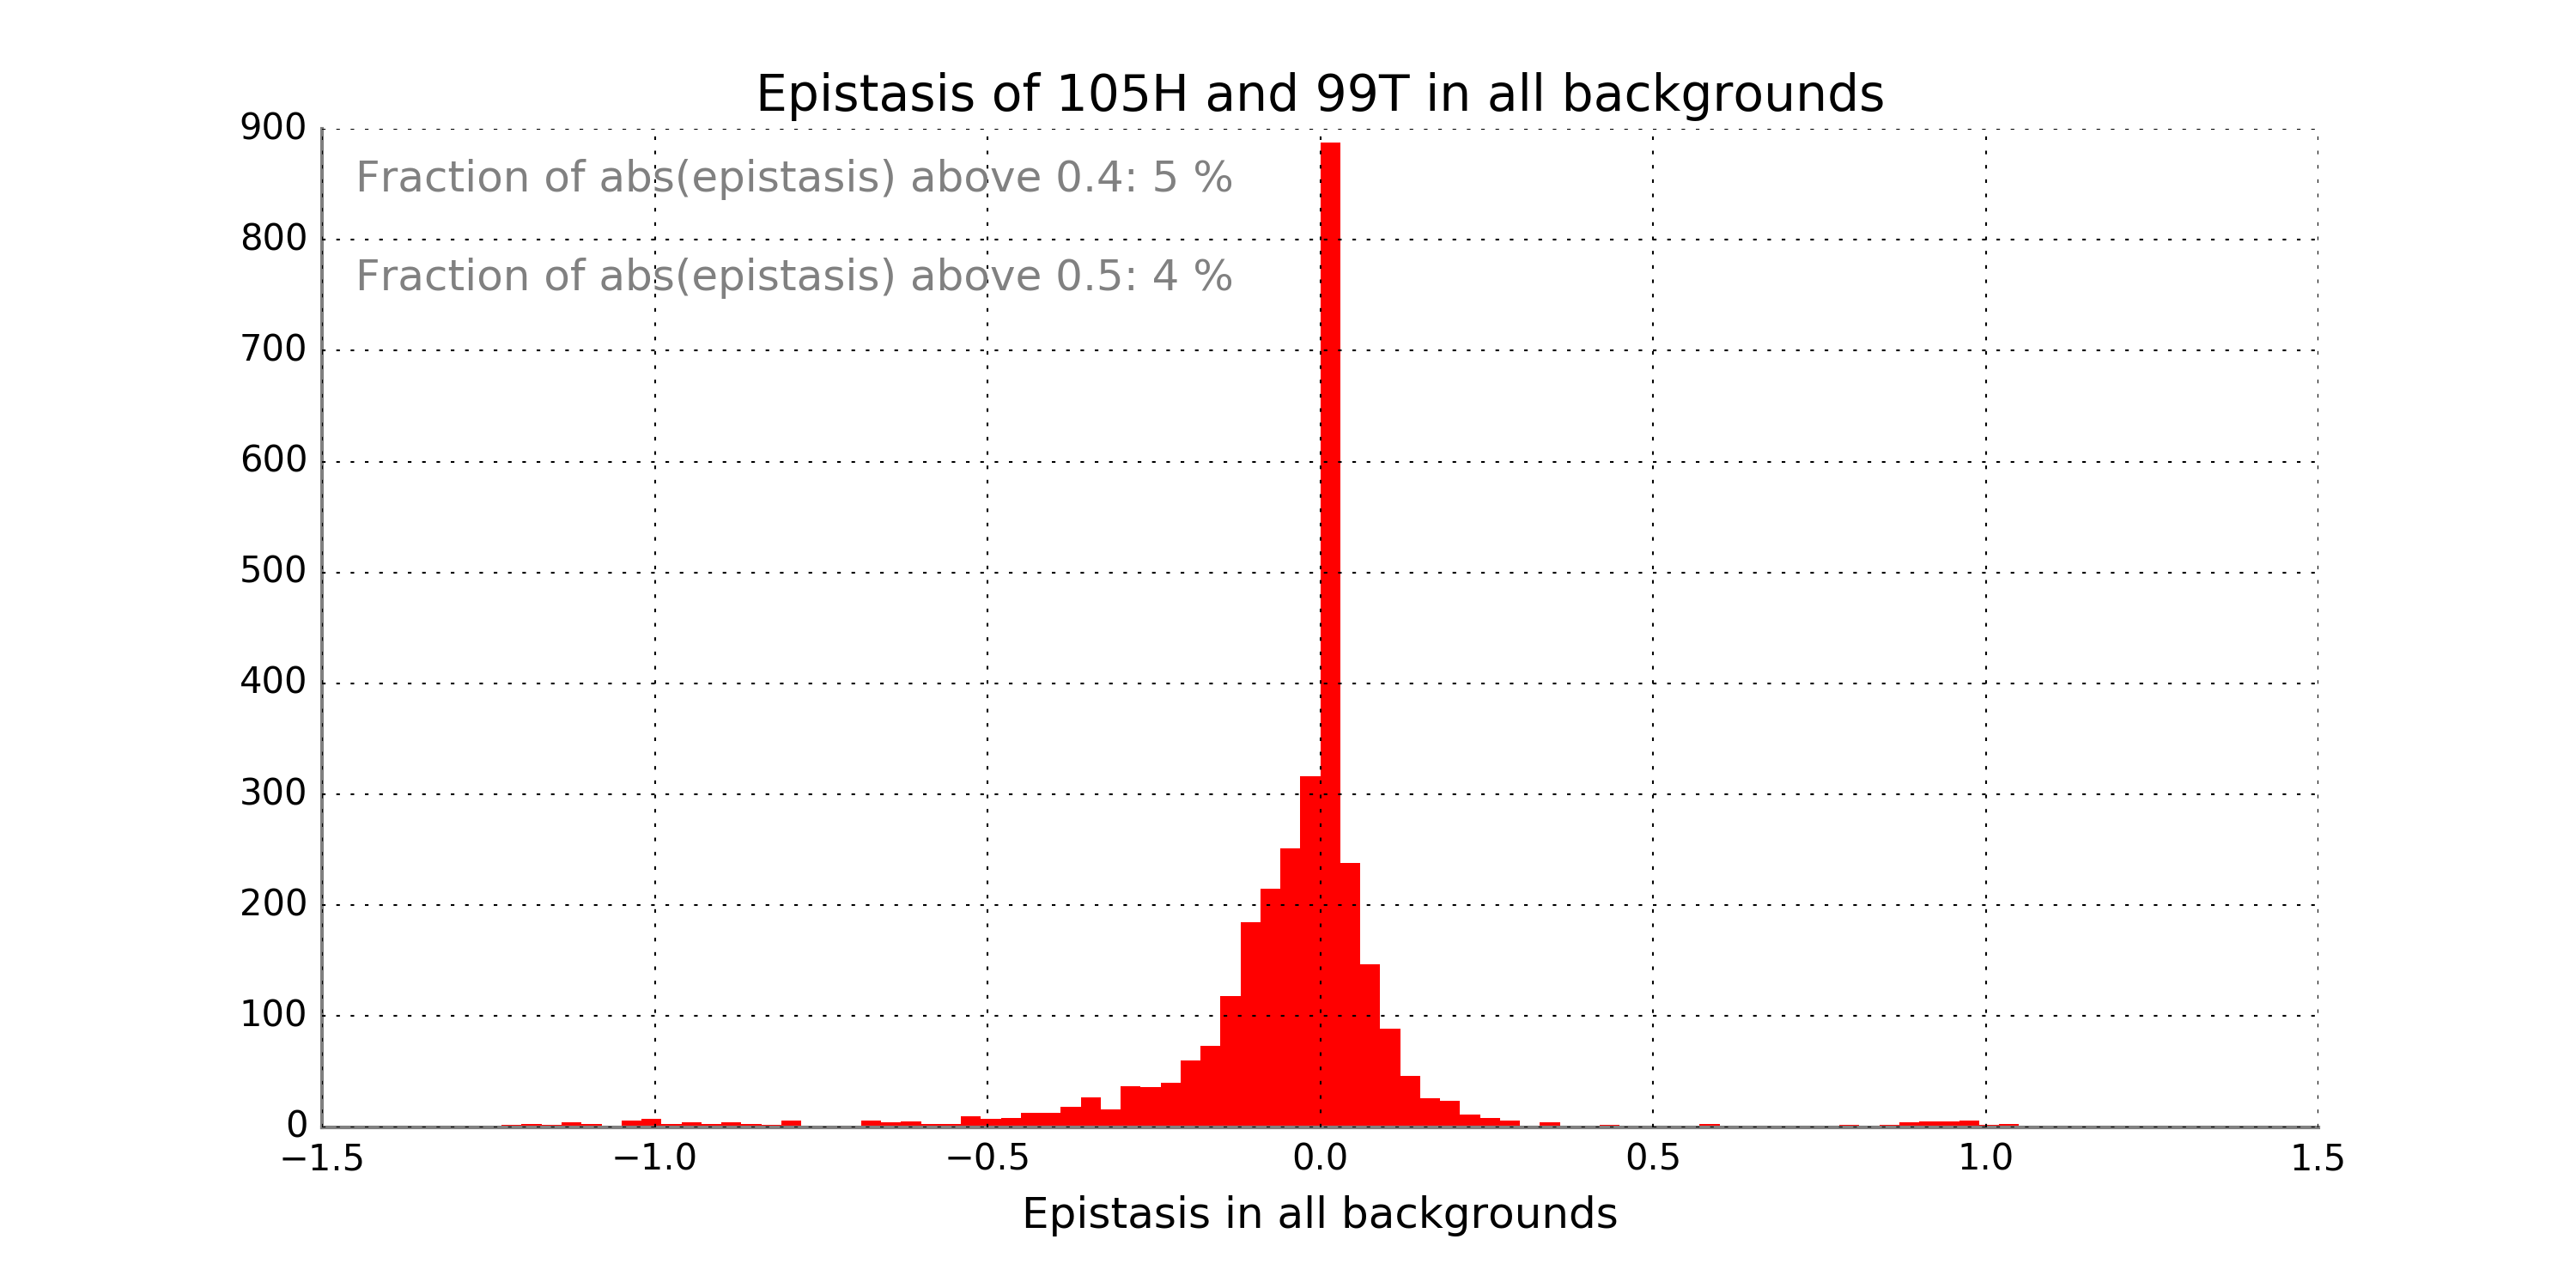 Epistasis of 105H and 99T in all backgrounds
900
Fraction of abs(epistasis) above 0.4: 5 %
800
Fraction of abs(epistasis) above 0.5: 4 %
700
600
500
400
300
200
100
0
−1.5 −1.0 −0.5 0.0 0.5 1.0 1.5
Epistasis in all backgrounds